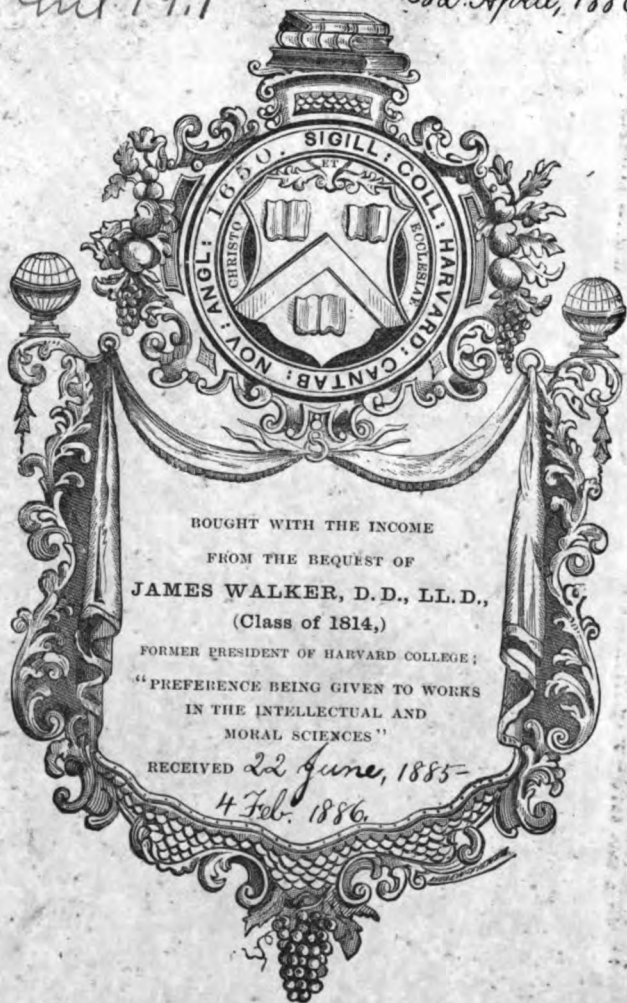 April, 188
SIGILL: COLL: HARVARD: CANTAB: NOV: ANGL: 1650.
ET
CHRISTO
ECCLESIAE
BOUGHT WITH THE INCOME
FROM THE BEQUEST OF
JAMES WALKER, D.D., LL.D.,
(Class of 1814,)
FORMER PRESIDENT OF HARVARD COLLEGE;
"PREFERENCE BEING GIVEN TO WORKS
IN THE INTELLECTUAL AND
MORAL SCIENCES"
RECEIVED 22 June, 1885-
4 Feb. 1886.